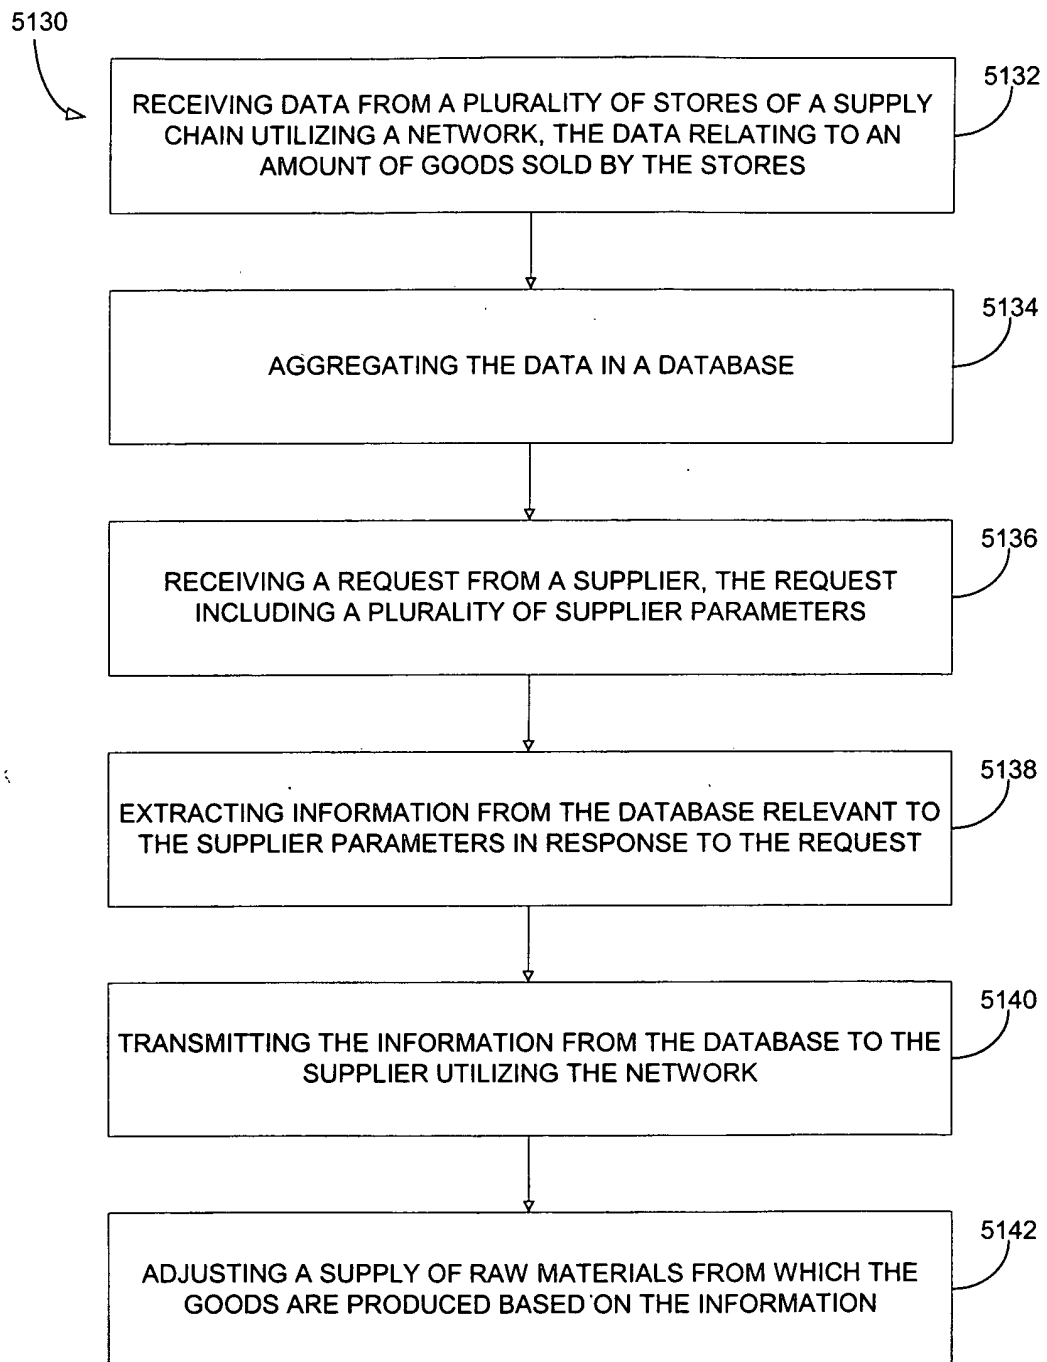 5130
5132
RECEIVING DATA FROM A PLURALITY OF STORES OF A SUPPLY
CHAIN UTILIZING A NETWORK, THE DATA RELATING TO AN
AMOUNT OF GOODS SOLD BY THE STORES
5134
AGGREGATING THE DATA IN A DATABASE
5136
RECEIVING A REQUEST FROM A SUPPLIER, THE REQUEST
INCLUDING A PLURALITY OF SUPPLIER PARAMETERS
5138
EXTRACTING INFORMATION FROM THE DATABASE RELEVANT TO
THE SUPPLIER PARAMETERS IN RESPONSE TO THE REQUEST
5140
TRANSMITTING THE INFORMATION FROM THE DATABASE TO THE
SUPPLIER UTILIZING THE NETWORK
5142
ADJUSTING A SUPPLY OF RAW MATERIALS FROM WHICH THE
GOODS ARE PRODUCED BASED ON THE INFORMATION